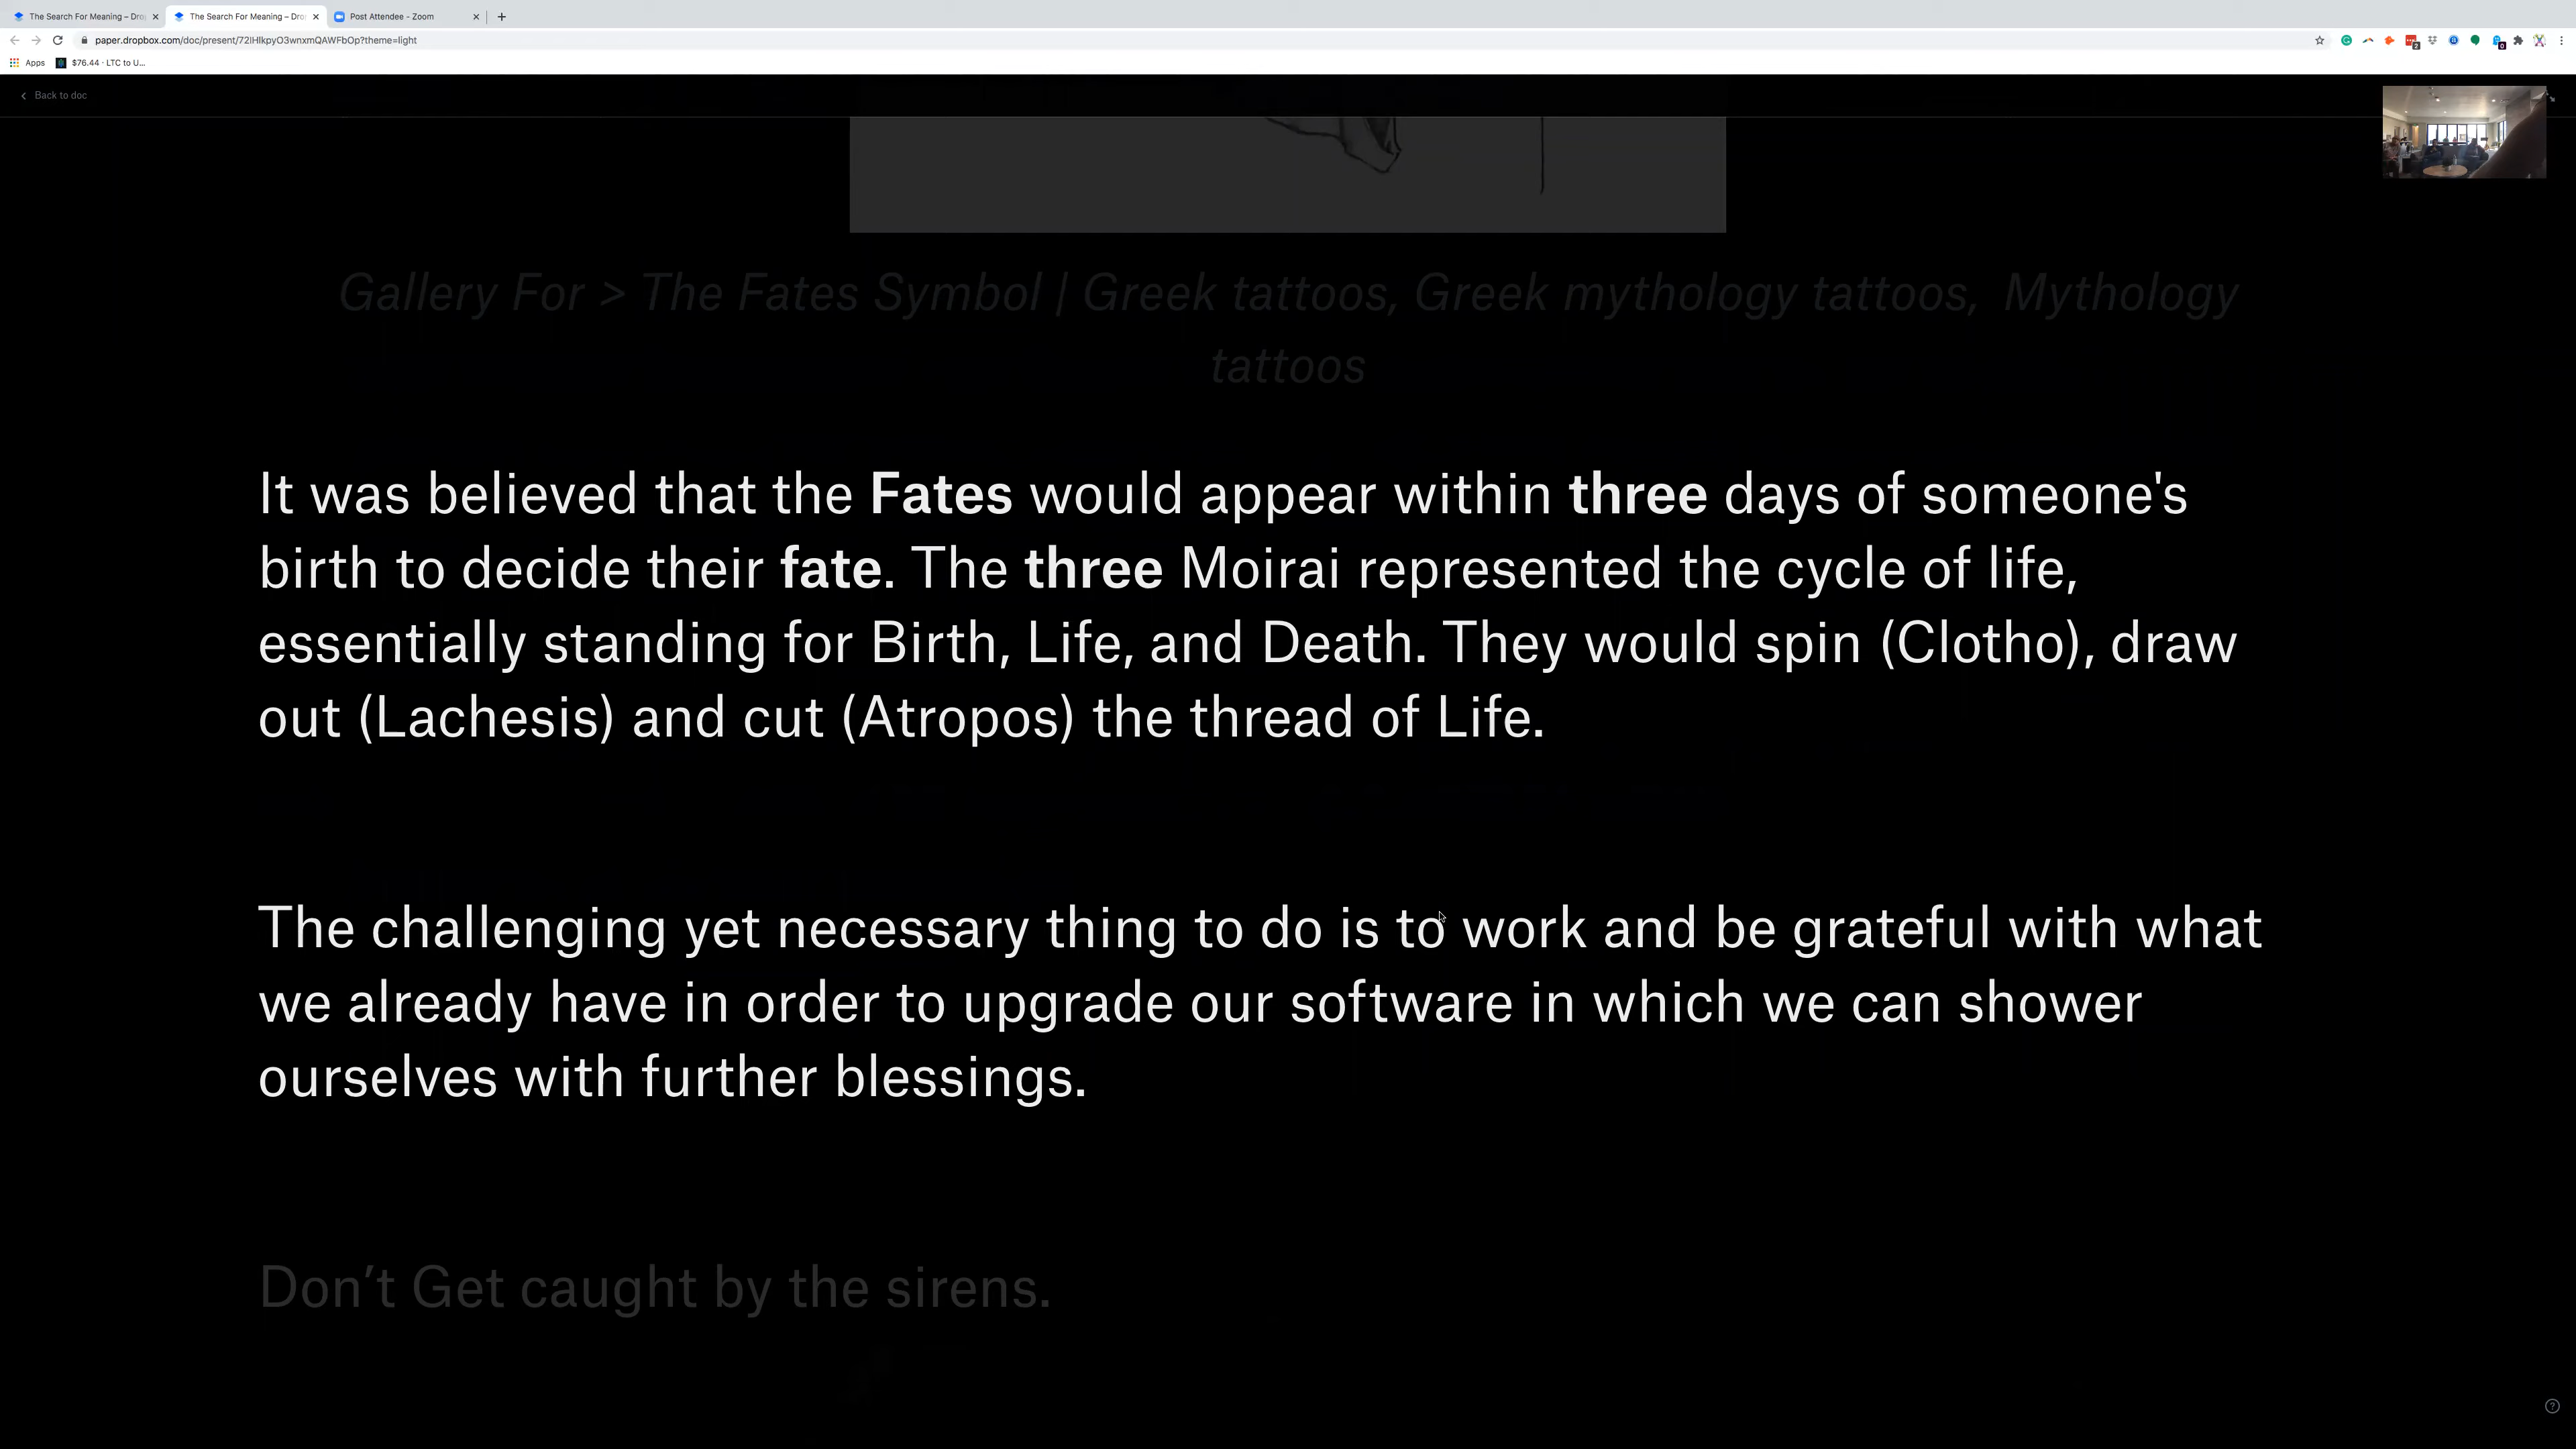 The Search For Meaning – Dro
The Search For Meaning – Dro
Post Attendee - Zoom
paper.dropbox.com/doc/present/72IHlkpyO3wnxmQAWFbOp?theme=light
Apps
$76.44 · LTC to U...
Back to doc
Gallery For > The Fates Symbol | Greek tattoos, Greek mythology tattoos, Mythology
tattoos
It was believed that the Fates would appear within three days of someone's
birth to decide their fate. The three Moirai represented the cycle of life,
essentially standing for Birth, Life, and Death. They would spin (Clotho), draw
out (Lachesis) and cut (Atropos) the thread of Life.
The challenging yet necessary thing to do is to work and be grateful with what
we already have in order to upgrade our software in which we can shower
ourselves with further blessings.
Don't Get caught by the sirens.